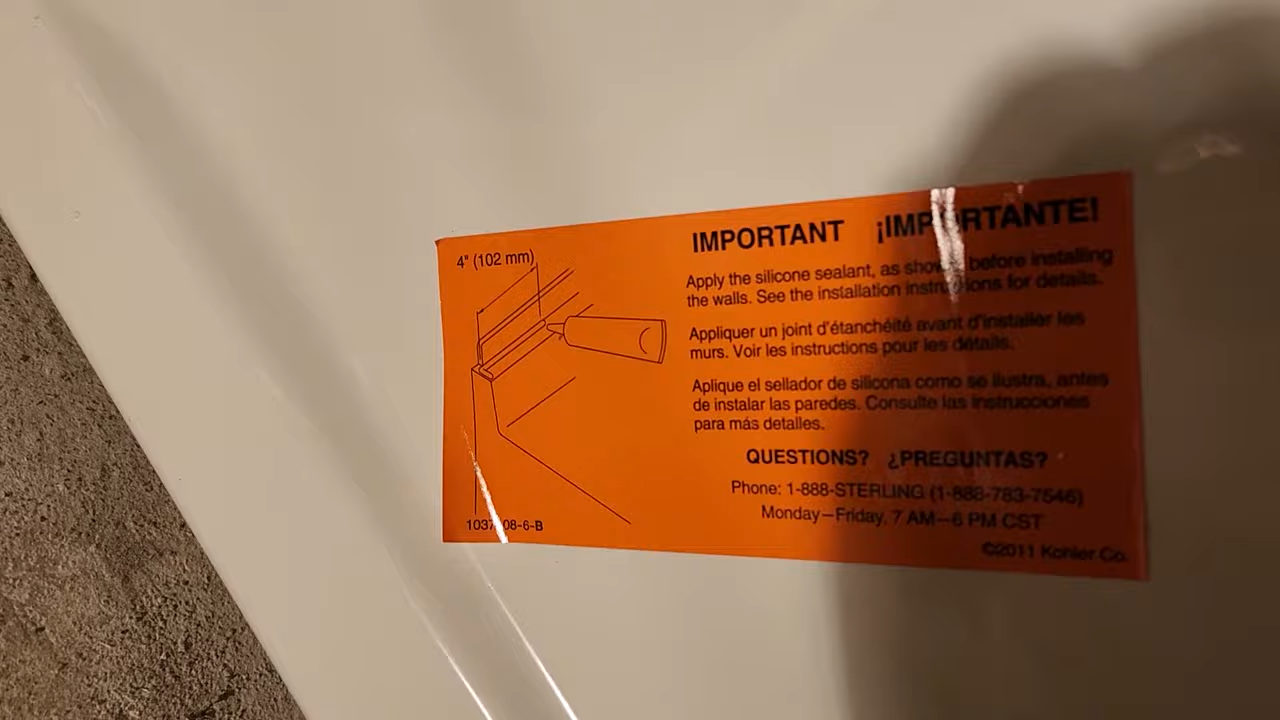 4" (102 mm)
1037 08-6-B
IMPORTANT ¡IMPORTANTE!
Apply the silicone sealant, as shown, before installing
the walls. See the installation instructions for details.
Appliquer un joint d'étanchéité avant d'installer les
murs. Voir les instructions pour les détails.
Aplique el sellador de silicona como se ilustra, antes
de instalar las paredes. Consulte las instrucciones
para más detalles.
QUESTIONS? ¿PREGUNTAS?
Phone: 1-888-STERLING (1-888-783-7546)
Monday–Friday, 7 AM–6 PM CST
©2011 Kohler Co.